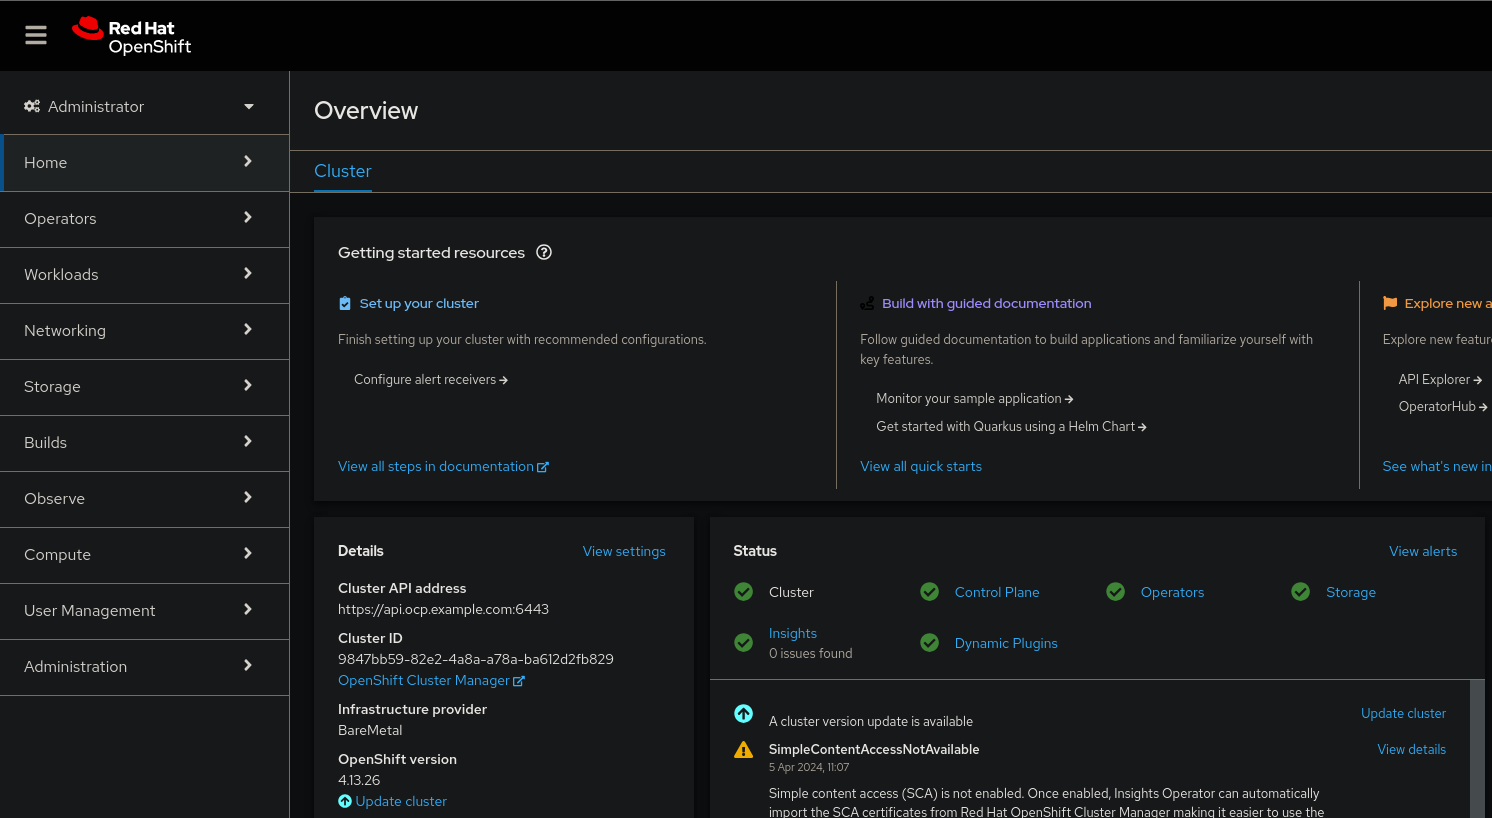 Red Hat
OpenShift
Administrator
Home
Operators
Workloads
Networking
Storage
Builds
Observe
Compute
User Management
Administration
Overview
Cluster
Getting started resources
Set up your cluster
Finish setting up your cluster with recommended configurations.
Configure alert receivers
View all steps in documentation
Build with guided documentation
Follow guided documentation to build applications and familiarize yourself with
key features.
Monitor your sample application
Get started with Quarkus using a Helm Chart
View all quick starts
Explore new a
Explore new featur
API Explorer
OperatorHub
See what's new in
Details
View settings
Cluster API address
https://api.ocp.example.com:6443
Cluster ID
9847bb59-82e2-4a8a-a78a-ba612d2fb829
OpenShift Cluster Manager
Infrastructure provider
BareMetal
OpenShift version
4.13.26
Update cluster
Status
View alerts
Cluster
Control Plane
Operators
Storage
Insights
0 issues found
Dynamic Plugins
A cluster version update is available
Update cluster
SimpleContentAccessNotAvailable
View details
5 Apr 2024, 11:07
Simple content access (SCA) is not enabled. Once enabled, Insights Operator can automatically
import the SCA certificates from Red Hat OpenShift Cluster Manager making it easier to use the